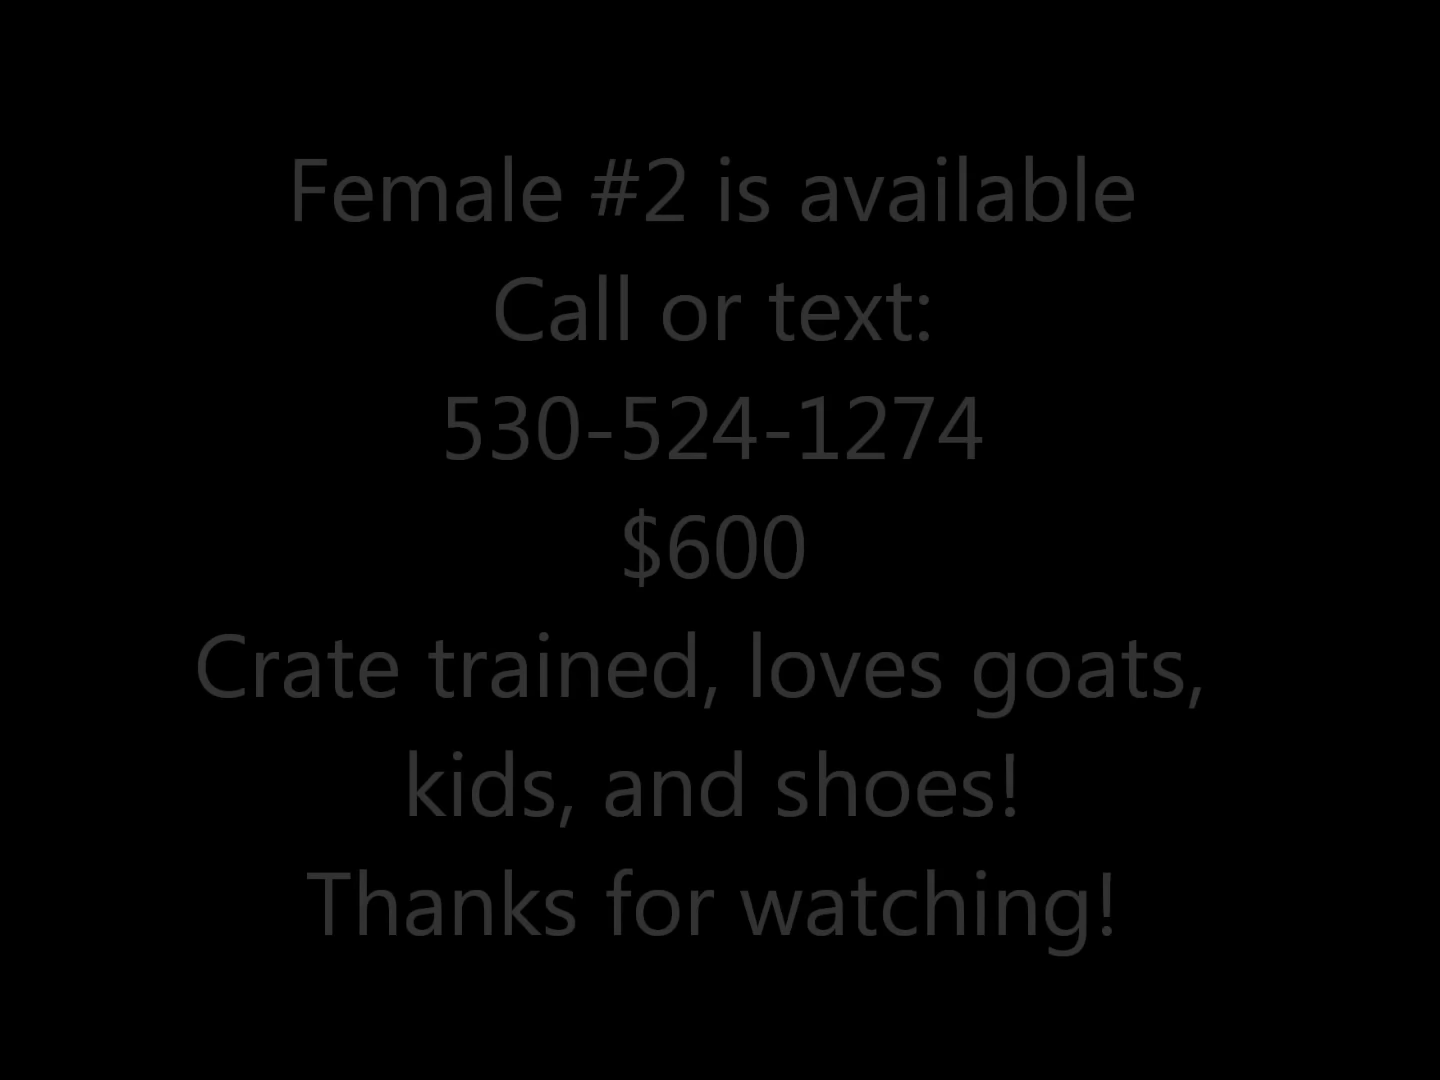 Female #2 is available
Call or text:
530-524-1274
$600
Crate trained, loves goats,
kids, and shoes!
Thanks for watching!